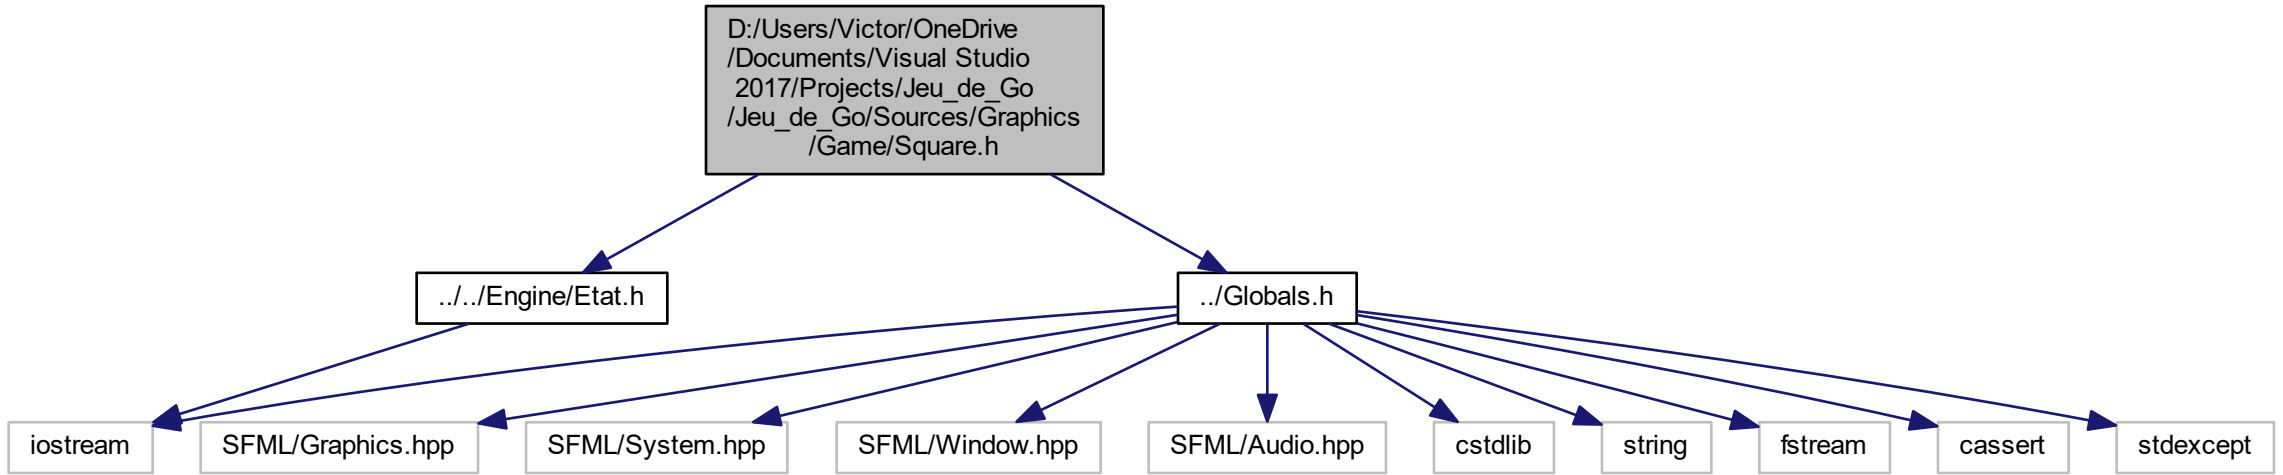 D:/Users/Victor/OneDrive
/Documents/Visual Studio
2017/Projects/Jeu_de_Go
/Jeu_de_Go/Sources/Graphics
/Game/Square.h
../../Engine/Etat.h
../Globals.h
iostream
SFML/Graphics.hpp
SFML/System.hpp
SFML/Window.hpp
SFML/Audio.hpp
cstdlib
string
fstream
cassert
stdexcept